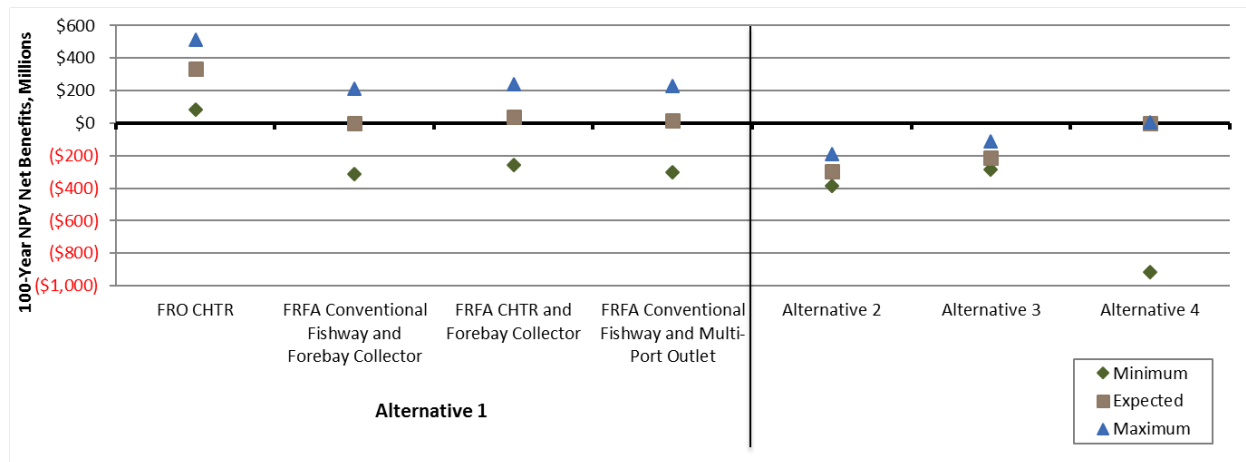 100-Year NPV Net Benefits, Millions
$600
$400
$200
$0
($200)
($400)
($600)
($800)
($1,000)
FRO CHTR
FRFA Conventional
Fishway and
Forebay Collector
FRFA CHTR and
Forebay Collector
FRFA Conventional
Fishway and Multi-
Port Outlet
Alternative 2
Alternative 3
Alternative 4
Alternative 1
Minimum
Expected
Maximum